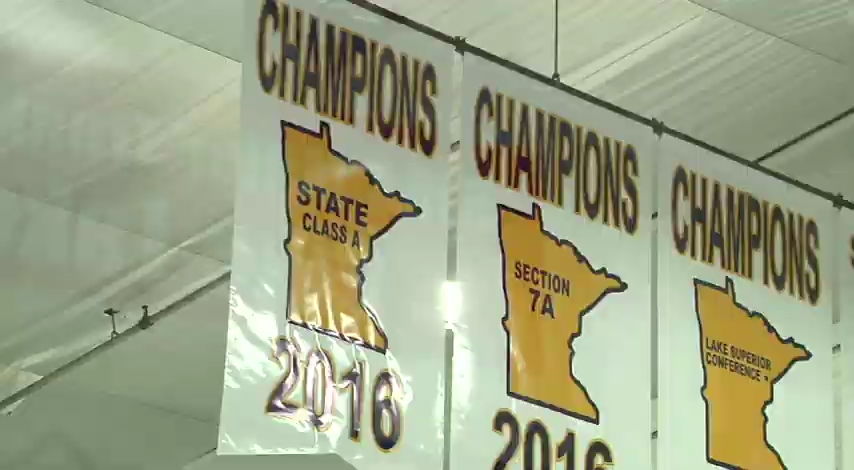 CHAMPIONS
STATE
CLASS A
2016
CHAMPIONS
SECTION
7A
2016
CHAMPIONS
LAKE SUPERIOR
CONFERENCE